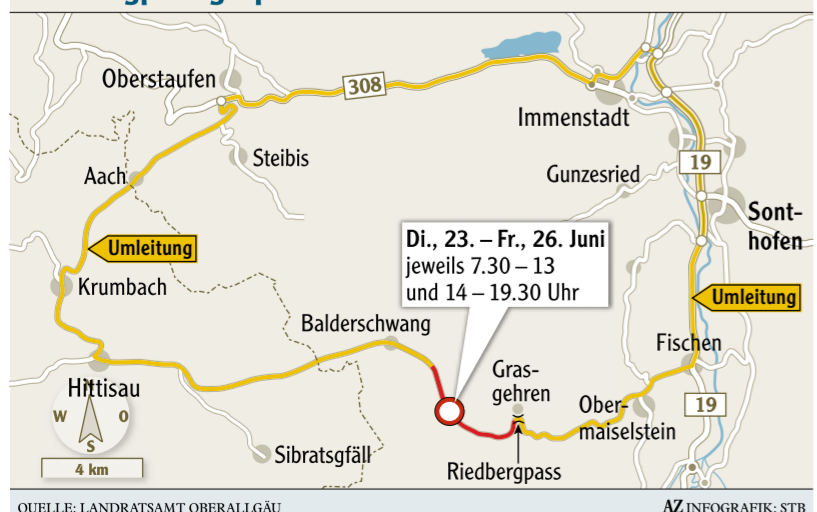 Oberstaufen
308
Immenstadt
Steibis
Aach
Gunzesried
19
Sont-
hofen
Umleitung
Di., 23. – Fr., 26. Juni
jeweils 7.30 – 13
und 14 – 19.30 Uhr
Krumbach
Umleitung
Balderschwang
Fischen
Gras-
gehren
Hittisau
Ober-
maiselstein
19
W O
S
Sibratsgfäll
Riedbergpass
4 km
QUELLE: LANDRATSAMT OBERALLGÄU
AZ INFOGRAFIK: STB